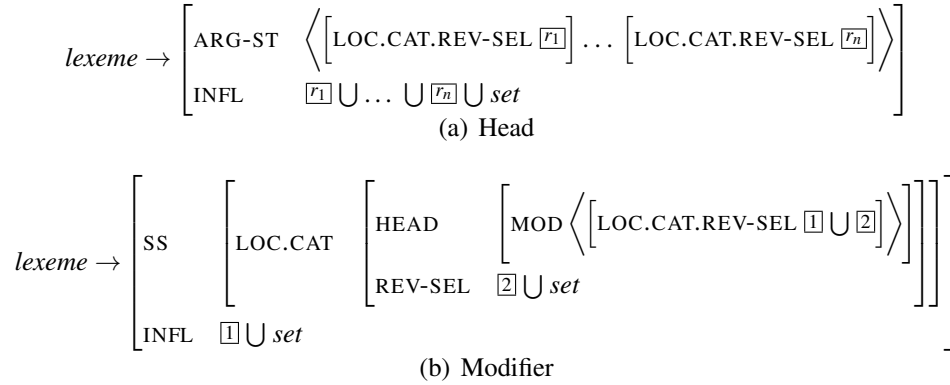 lexeme → [ARG-ST ⟨[LOC.CAT.REV-SEL r1] . . . [LOC.CAT.REV-SEL rn]⟩
INFL r1 ⋃ . . . ⋃ rn ⋃ set]
(a) Head
lexeme → [SS [LOC.CAT [HEAD [MOD ⟨[LOC.CAT.REV-SEL 1 ⋃ 2]⟩]
REV-SEL 2 ⋃ set]]
INFL 1 ⋃ set]
(b) Modifier